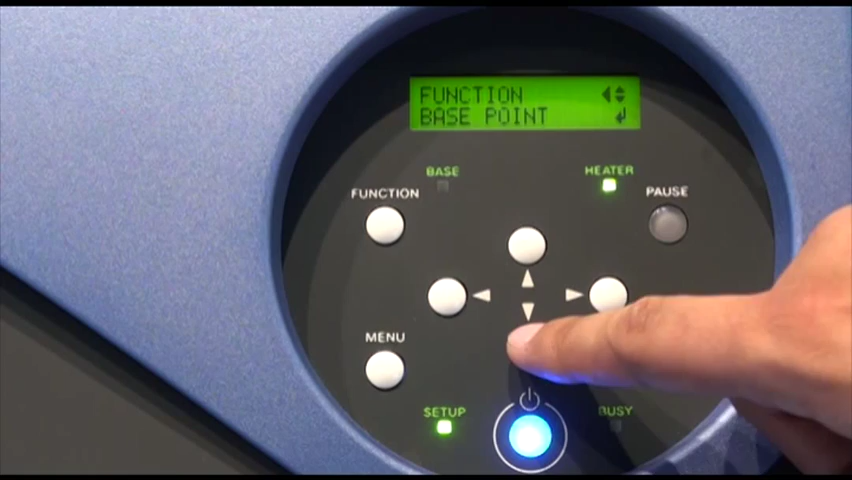 FUNCTION
BASE POINT
BASE
HEATER
FUNCTION
PAUSE
MENU
SETUP
BUSY